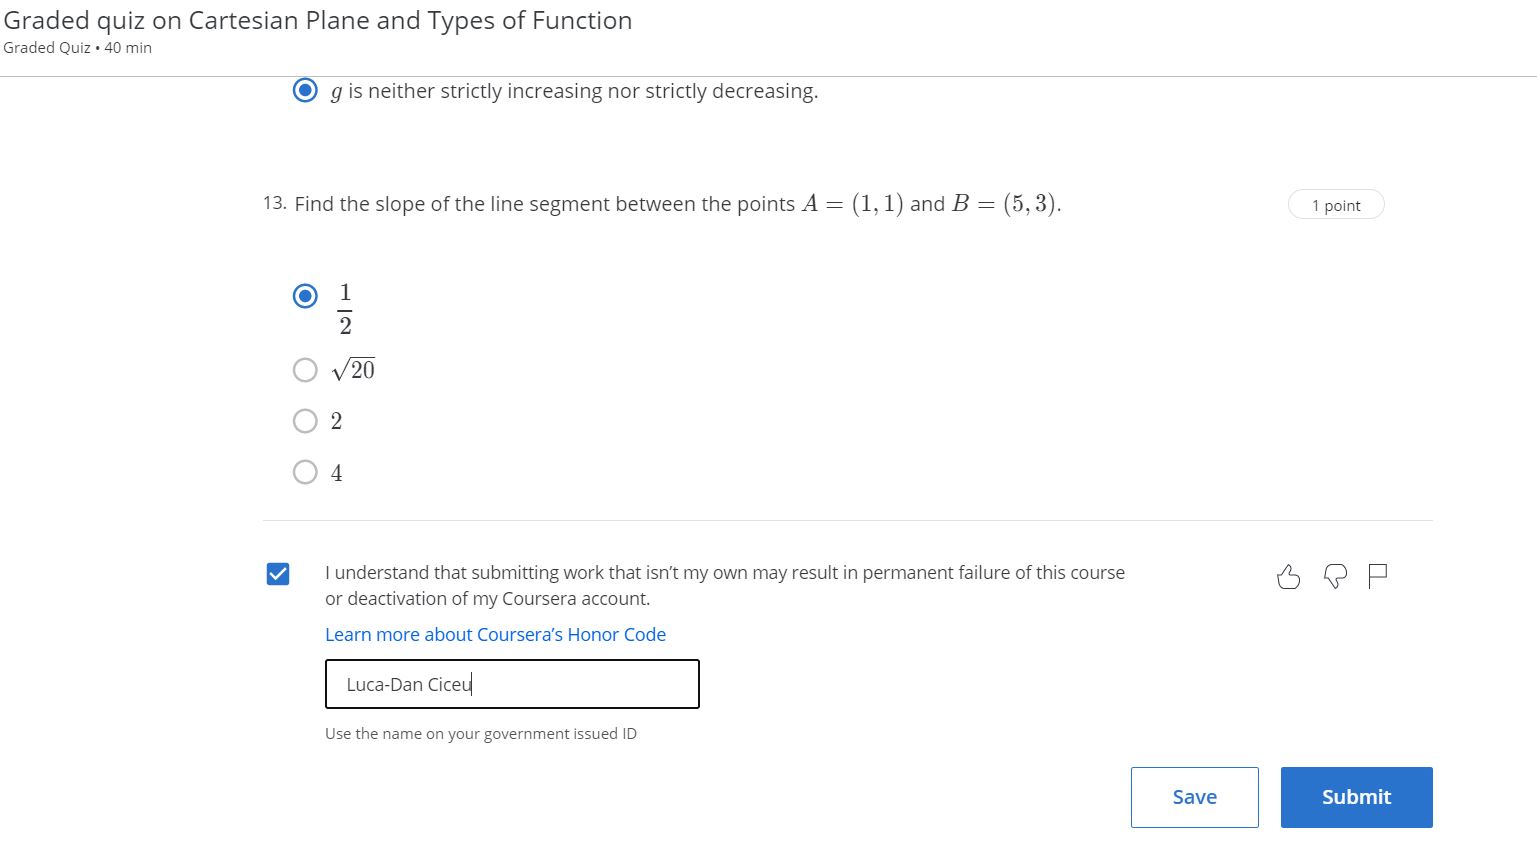 Graded quiz on Cartesian Plane and Types of Function
Graded Quiz • 40 min
g is neither strictly increasing nor strictly decreasing.
13. Find the slope of the line segment between the points A = (1, 1) and B = (5, 3).
1 point
1
2
√20
2
4
I understand that submitting work that isn't my own may result in permanent failure of this course
or deactivation of my Coursera account.
Learn more about Coursera's Honor Code
Luca-Dan Ciceu
Use the name on your government issued ID
Save
Submit